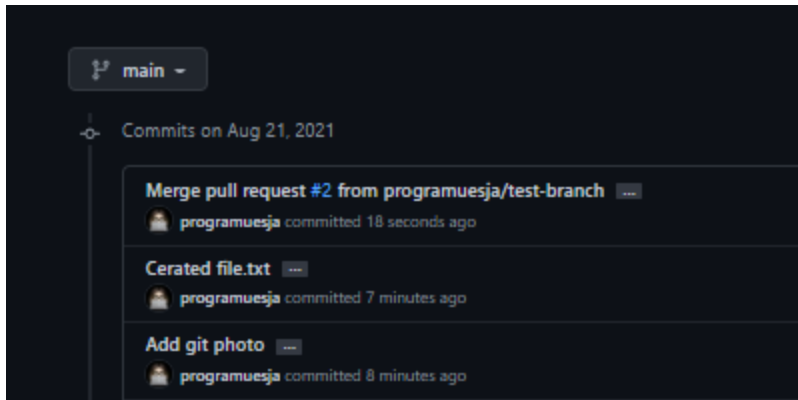 main
Commits on Aug 21, 2021
Merge pull request #2 from programuesja/test-branch ...
programuesja committed 18 seconds ago
Cerated file.txt ...
programuesja committed 7 minutes ago
Add git photo ...
programuesja committed 8 minutes ago